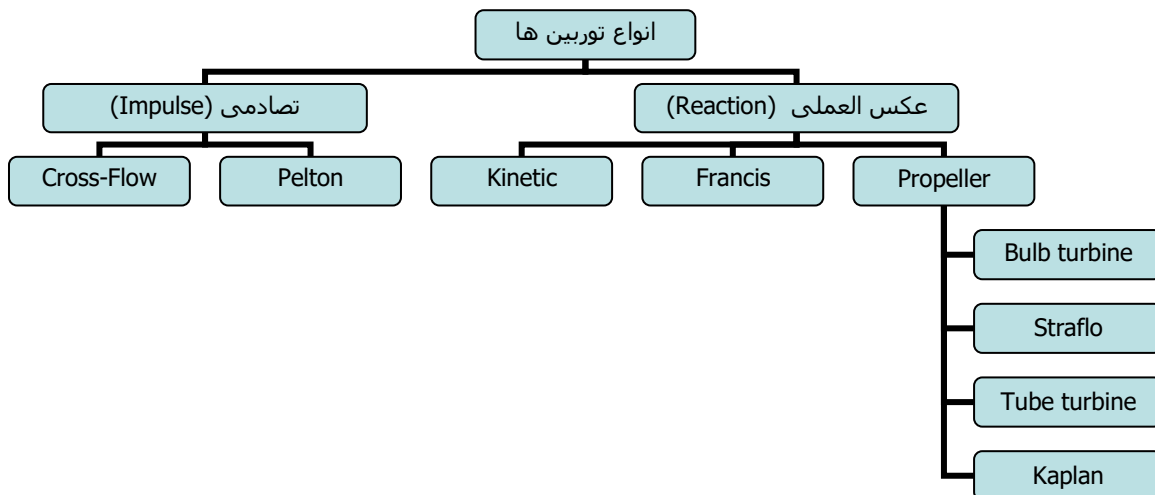 انواع توربین ها
تصادمی (Impulse)
عکس العملی (Reaction)
Cross-Flow
Pelton
Kinetic
Francis
Propeller
Bulb turbine
Straflo
Tube turbine
Kaplan